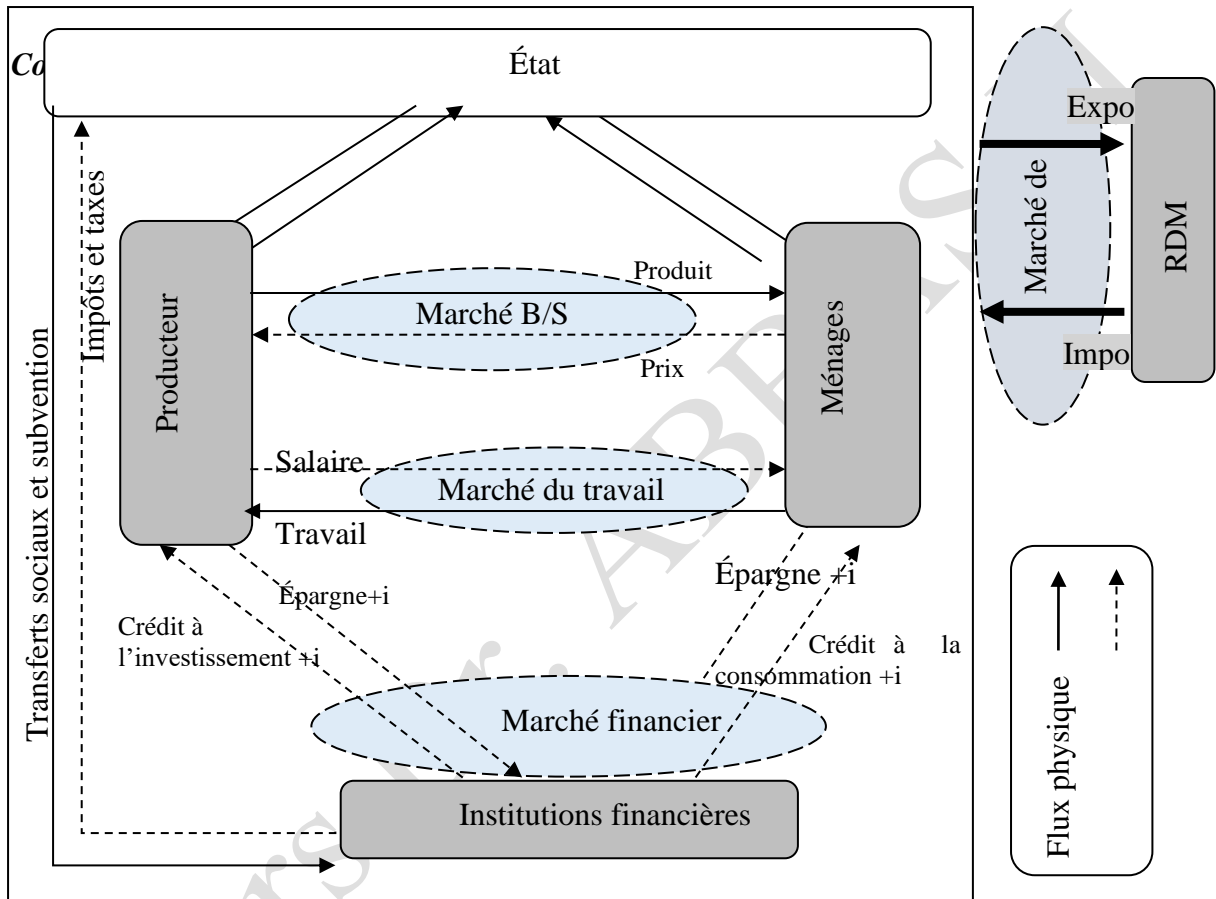 Co
État
Expo
Marché de
RDM
Impo
Impôts et taxes
Transferts sociaux et subvention
Producteur
Produit
Marché B/S
Prix
Ménages
Salaire
Marché du travail
Travail
Épargne+i
Épargne +i
Crédit à
l’investissement +i
Crédit à la
consommation +i
Marché financier
Institutions financières
Flux physique